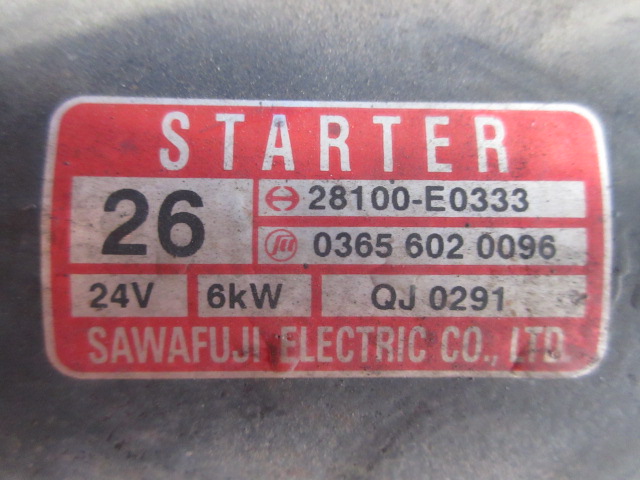 STARTER
26
28100-E0333
0365 602 0096
24V 6kW QJ 0291
SAWAFUJI ELECTRIC CO., LTD.